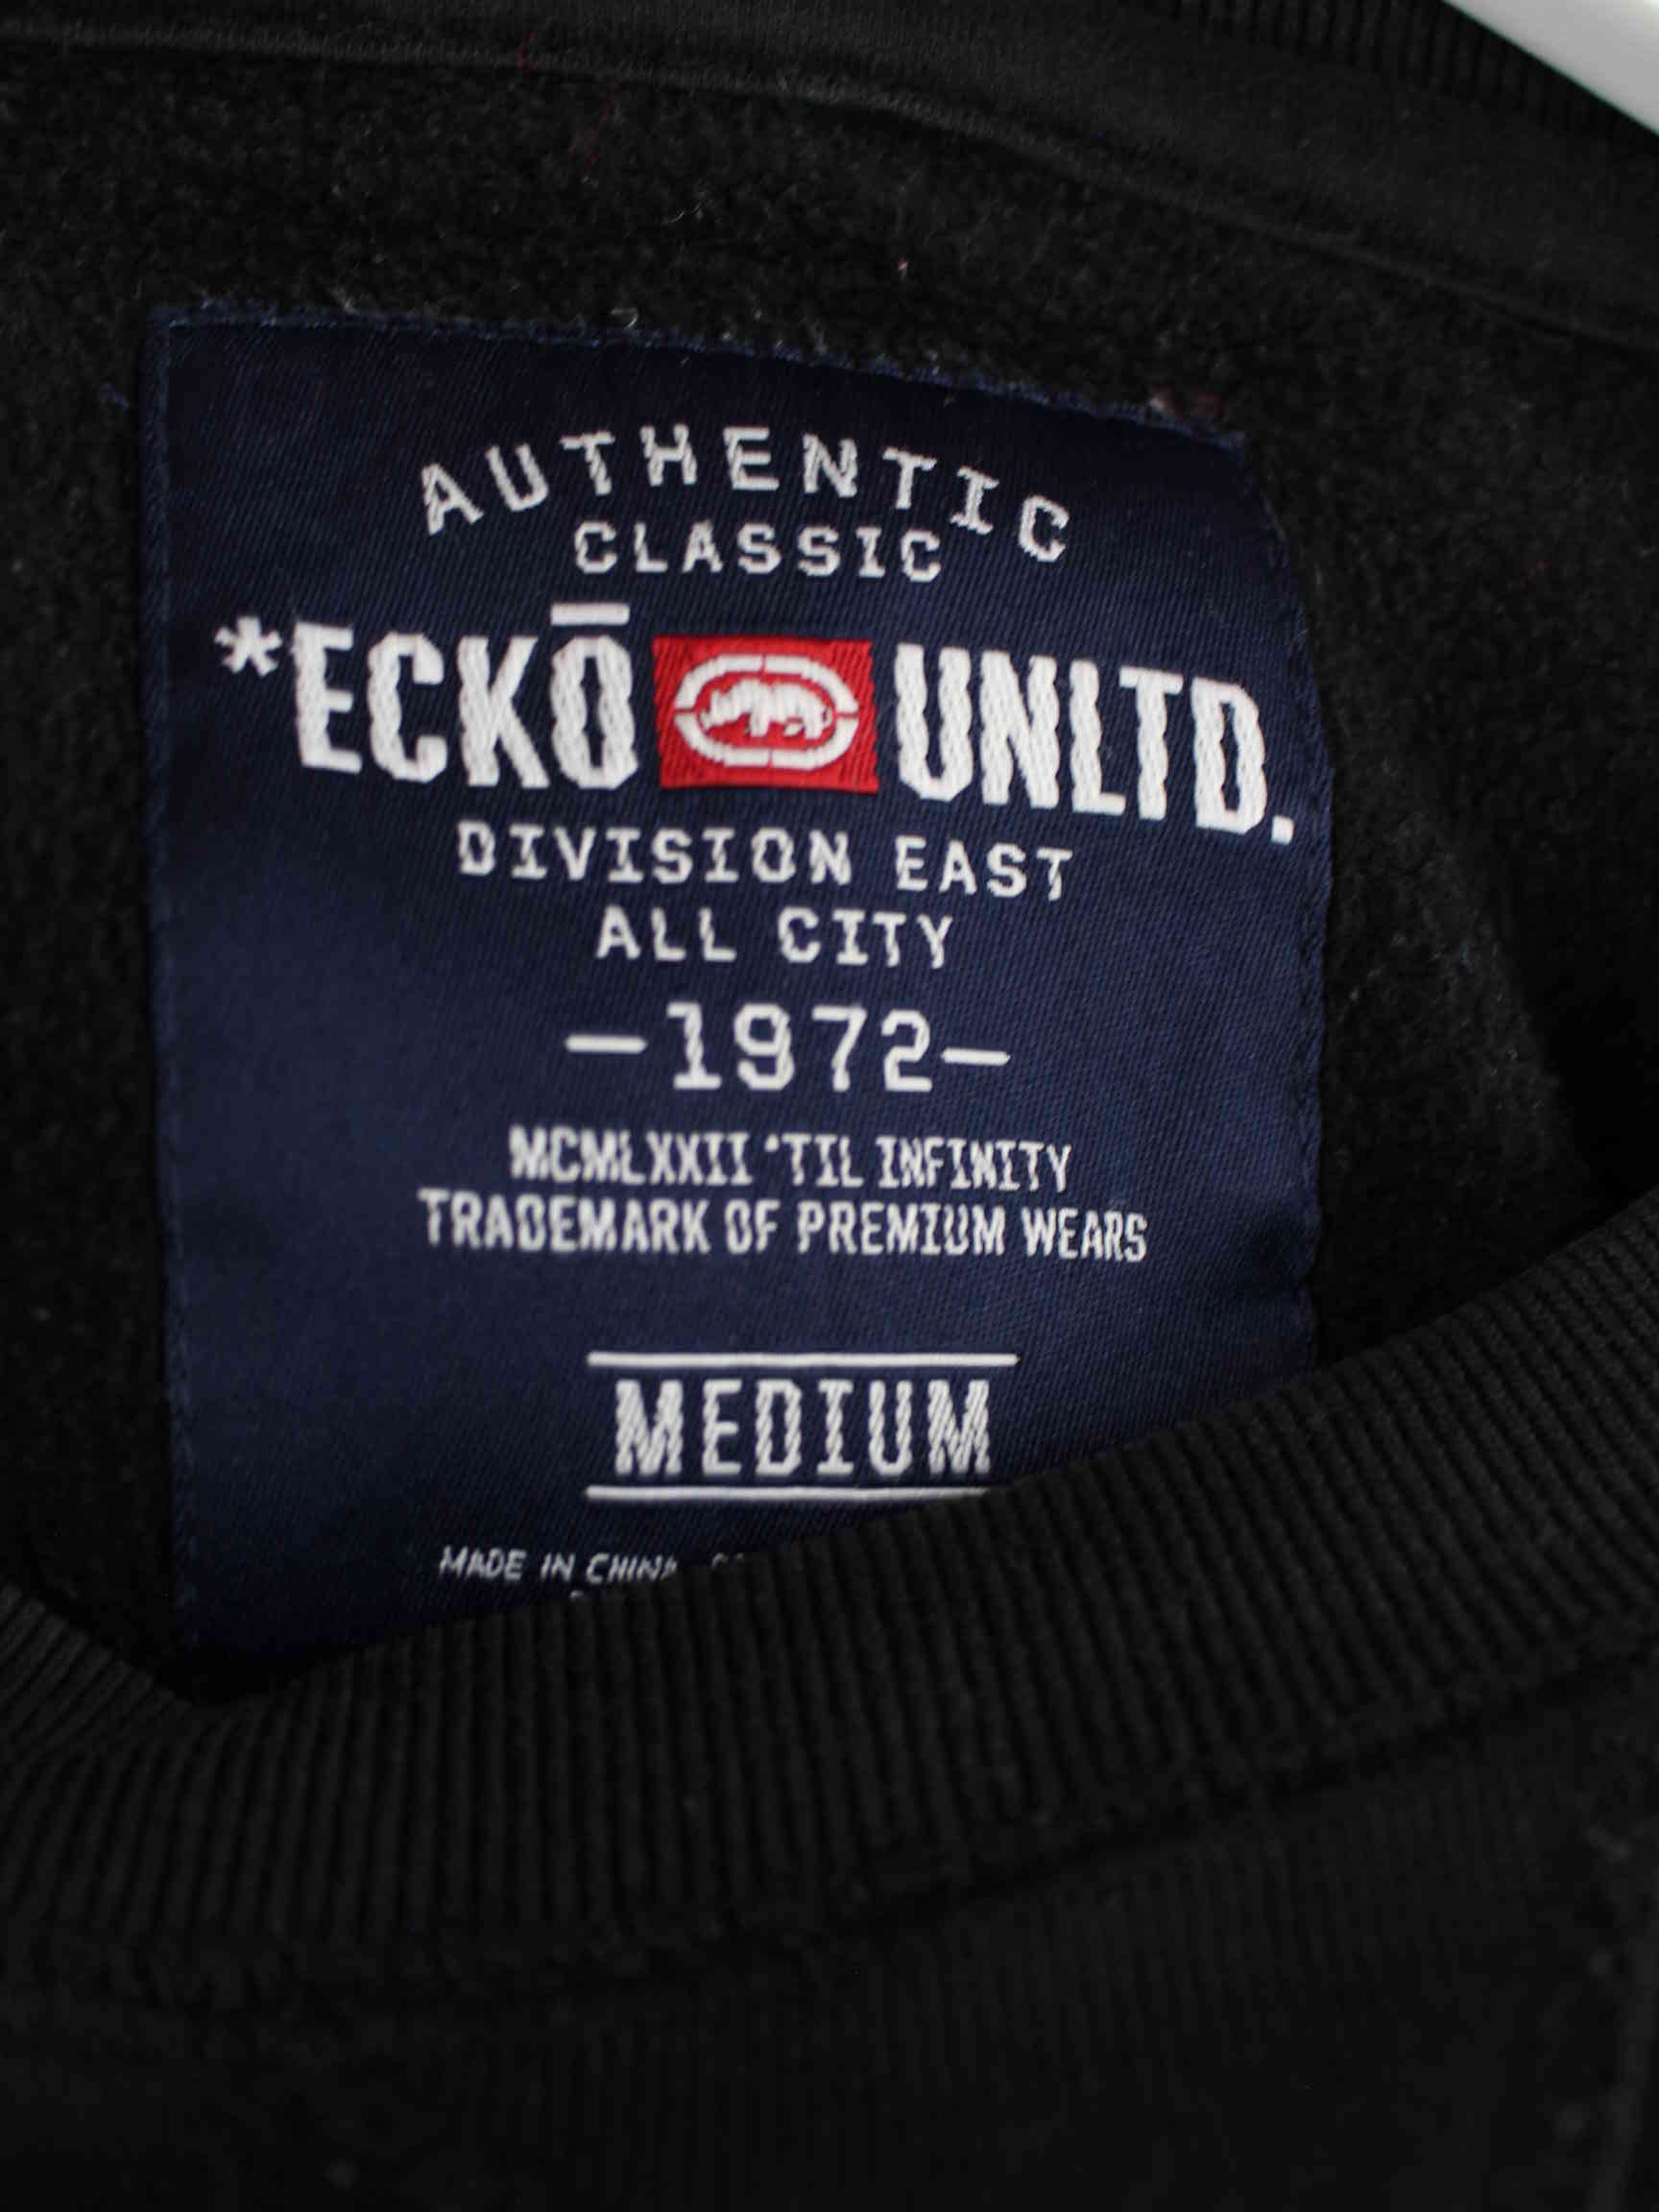 AUTHENTIC
CLASSIC
*ECKŌ UNLTD.
DIVISION EAST
ALL CITY
-1972-
MCMLXXII 'TIL INFINITY
TRADEMARK OF PREMIUM WEARS
MEDIUM
MADE IN CHINA